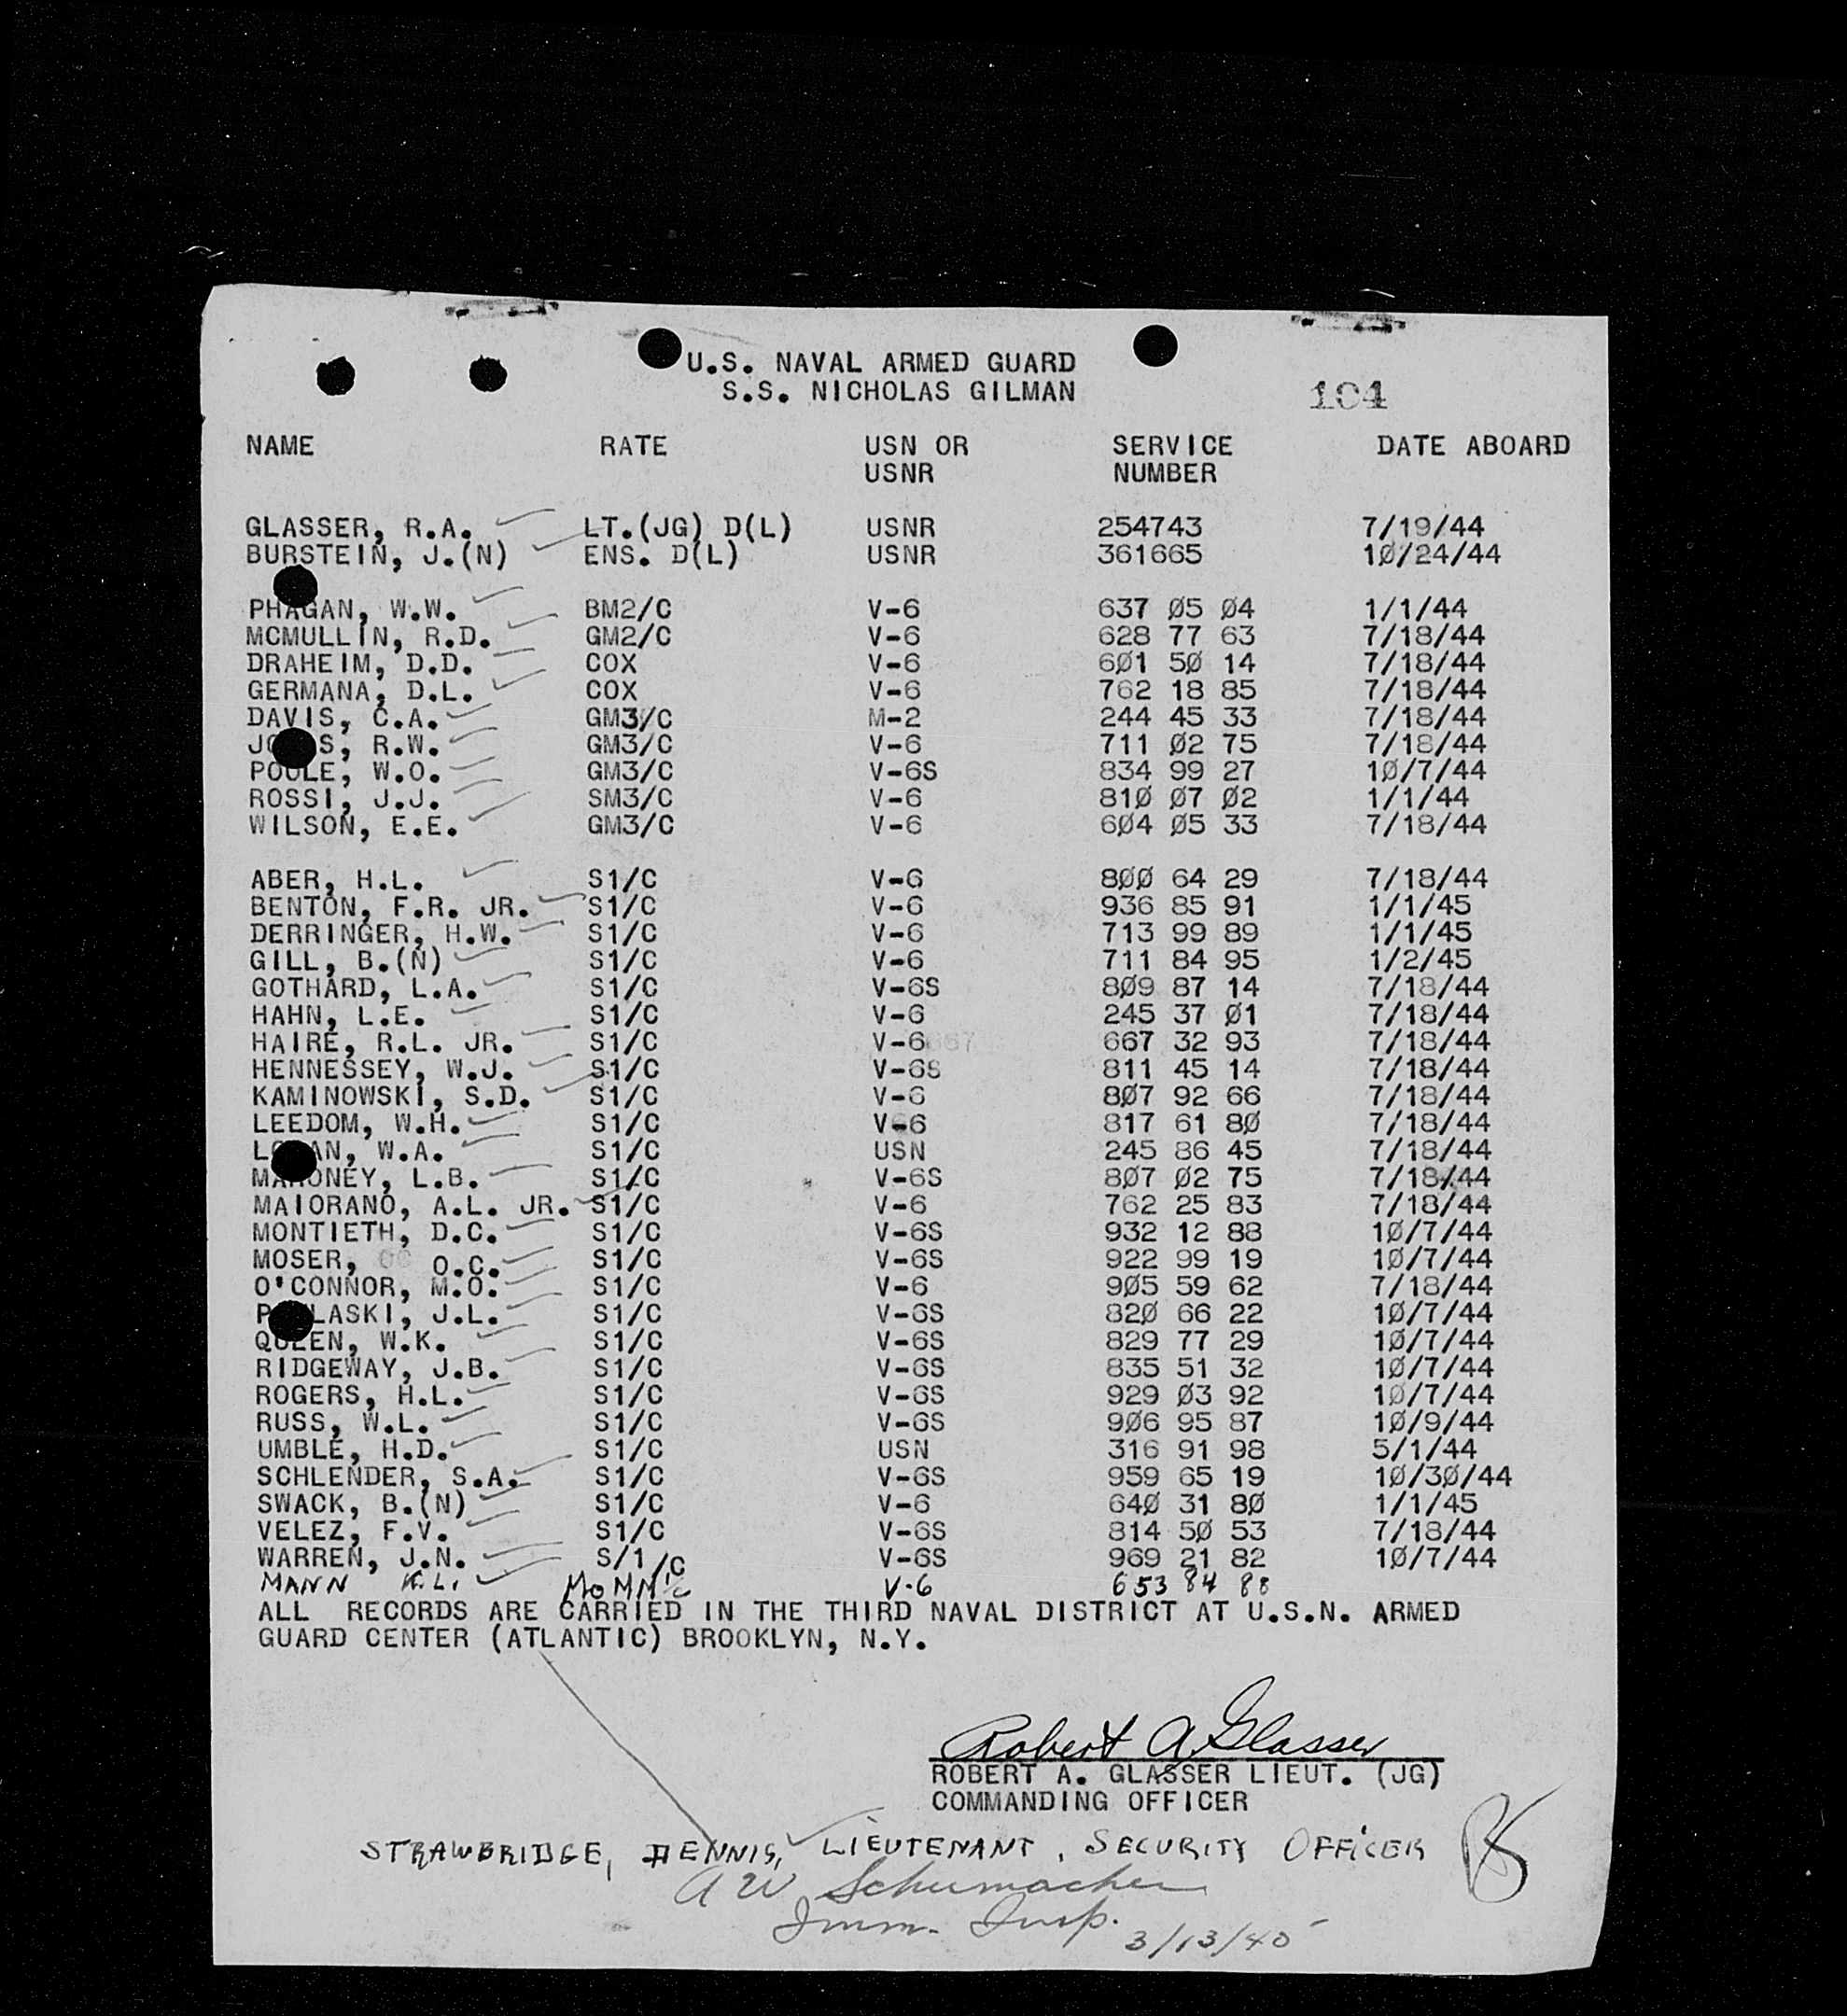 U.S. NAVAL ARMED GUARD
S.S. NICHOLAS GILMAN
104
NAME RATE USN OR SERVICE DATE ABOARD
USNR NUMBER
GLASSER, R.A. LT.(JG) D(L) USNR 254743 7/19/44
BURSTEIN, J.(N) ENS. D(L) USNR 361665 10/24/44
PHAGAN, W.W. BM2/C V-6 637 05 04 1/1/44
MCMULLIN, R.D. GM2/C V-6 628 77 63 7/18/44
DRAHEIM, D.D. COX V-6 601 50 14 7/18/44
GERMANA, D.L. COX V-6 762 18 85 7/18/44
DAVIS, C.A. GM3/C M-2 244 45 33 7/18/44
R.W. GM3/C V-6 711 02 75 7/18/44
POOLE, W.O. GM3/C V-6S 834 99 27 10/7/44
ROSSI, J.J. SM3/C V-6 810 07 02 1/1/44
WILSON, E.E. GM3/C V-6 604 05 33 7/18/44
ABER, H.L. S1/C V-6 800 64 29 7/18/44
BENTON, F.R. JR. S1/C V-6 936 85 91 1/1/45
DERRINGER, H.W. S1/C V-6 713 99 89 1/1/45
GILL, B.(N) S1/C V-6 711 84 95 1/2/45
GOTHARD, L.A. S1/C V-6S 809 87 14 7/18/44
HAHN, L.E. S1/C V-6 245 37 01 7/18/44
HAIRE, R.L. JR. S1/C V-6 667 32 93 7/18/44
HENNESSEY, W.J. S1/C V-6S 811 45 14 7/18/44
KAMINOWSKI, S.D. S1/C V-6 807 92 66 7/18/44
LEEDOM, W.H. S1/C V-6 817 61 80 7/18/44
W.A. S1/C USN 245 86 45 7/18/44
MAHONEY, L.B. S1/C V-6S 807 02 75 7/18/44
MAIORANO, A.L. JR. S1/C V-6 762 25 83 7/18/44
MONTIETH, D.C. S1/C V-6S 932 12 88 10/7/44
MOSER, O.C. S1/C V-6S 922 99 19 10/7/44
O'CONNOR, M.O. S1/C V-6 905 59 62 7/18/44
J.L. S1/C V-6S 820 66 22 10/7/44
QUEEN, W.K. S1/C V-6S 829 77 29 10/7/44
RIDGEWAY, J.B. S1/C V-6S 835 51 32 10/7/44
ROGERS, H.L. S1/C V-6S 929 03 92 10/7/44
RUSS, W.L. S1/C V-6S 906 95 87 10/9/44
UMBLE, H.D. S1/C USN 316 91 98 5/1/44
SCHLENDER, S.A. S1/C V-6S 959 65 19 10/30/44
SWACK, B.(N) S1/C V-6 640 31 80 1/1/45
VELEZ, F.V. S1/C V-6S 814 50 53 7/18/44
WARREN, J.N. S/1/C V-6S 969 21 82 10/7/44
MANN K.L. V-6 653 84 88
ALL RECORDS ARE CARRIED IN THE THIRD NAVAL DISTRICT AT U.S.N. ARMED
GUARD CENTER (ATLANTIC) BROOKLYN, N.Y.
Robert A Glasser
ROBERT A. GLASSER LIEUT. (JG)
COMMANDING OFFICER
STRAWBRIDGE, DENNIS, LIEUTENANT, SECURITY OFFICER
A W Schumacher
Imm. Insp.
3/13/45